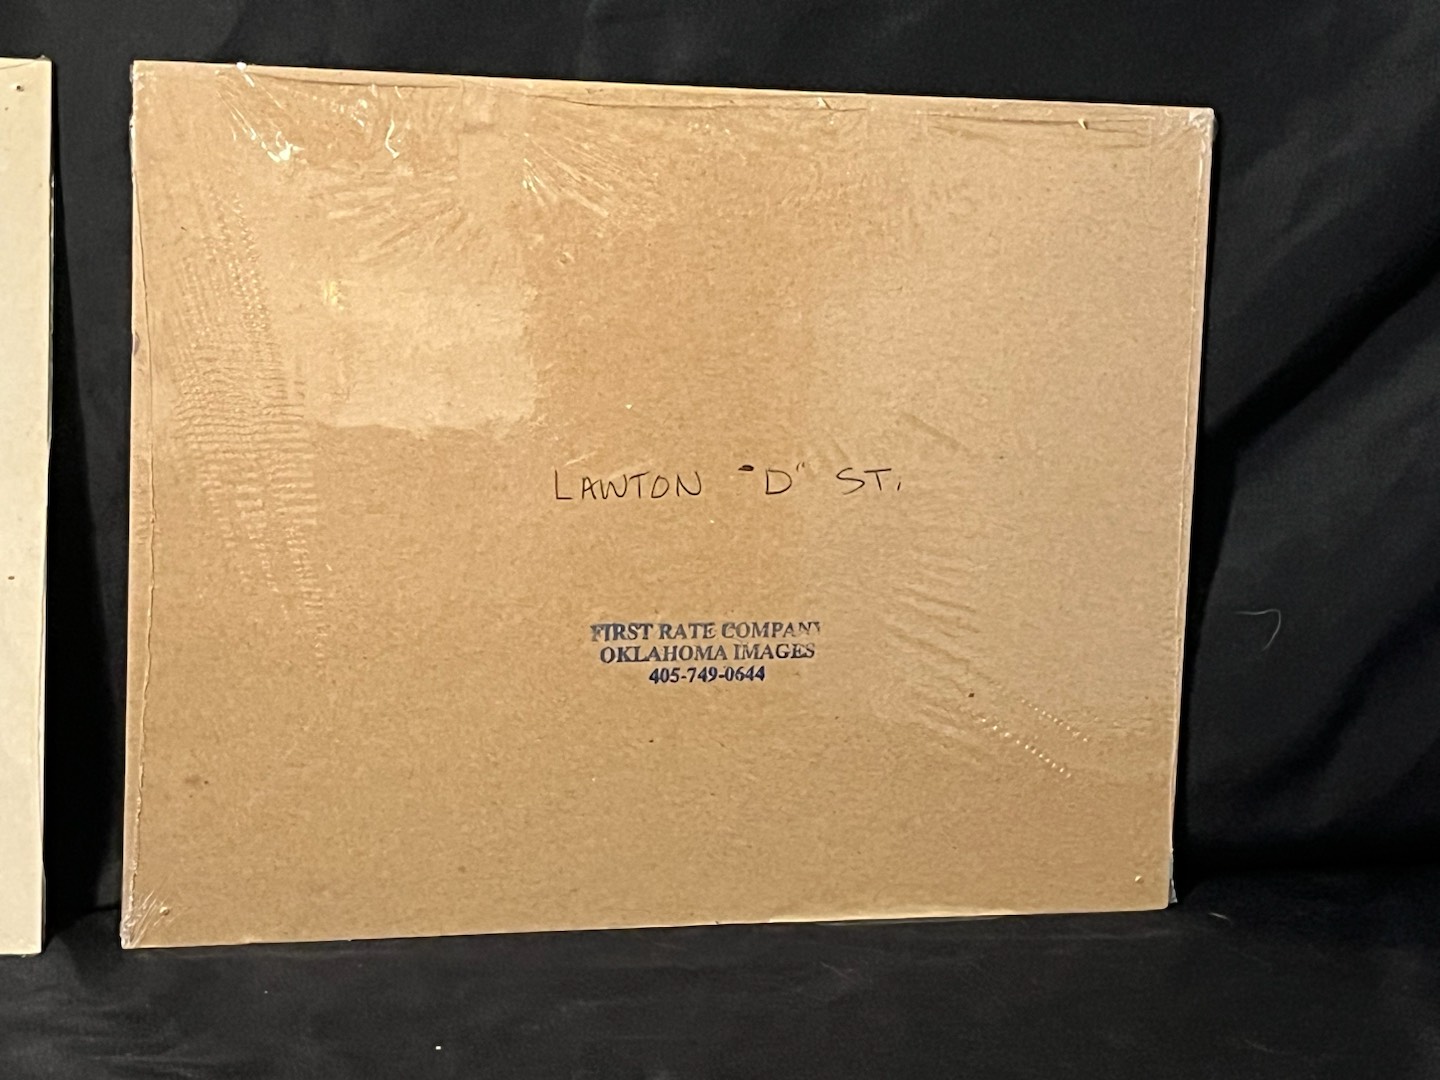 LAWTON "D" ST.
FIRST RATE COMPANY
OKLAHOMA IMAGES
405-749-0644